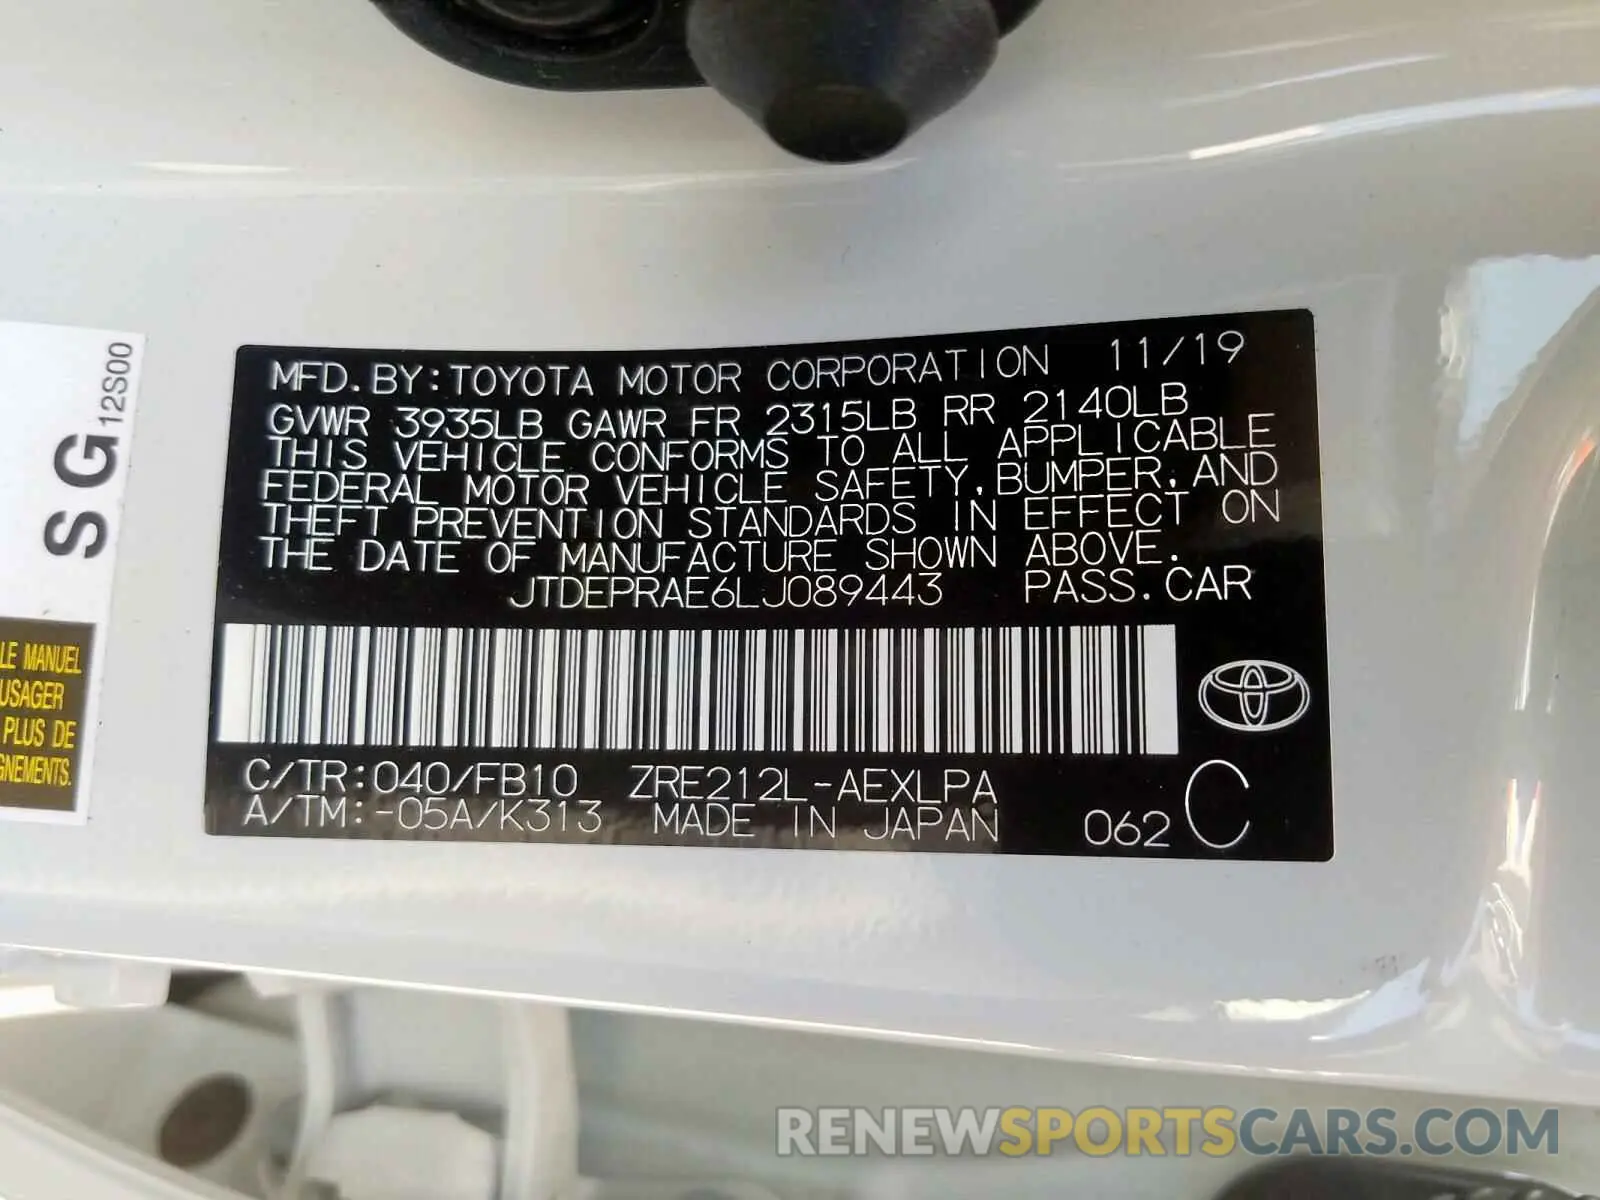 MFD.BY:TOYOTA MOTOR CORPORATION 11/19
GVWR 3935LB GAWR FR 2315LB RR 2140LB
THIS VEHICLE CONFORMS TO ALL APPLICABLE
FEDERAL MOTOR VEHICLE SAFETY,BUMPER,AND
THEFT PREVENTION STANDARDS IN EFFECT ON
THE DATE OF MANUFACTURE SHOWN ABOVE.
JTDEPRAE6LJ089443 PASS.CAR
C/TR:040/FB10 ZRE212L-AEXLPA
A/TM:-05A/K313 MADE IN JAPAN 062 C
SG
12S00
LE MANUEL
USAGER
PLUS DE
GNEMENTS.
RENEWSPORTSCARS.COM